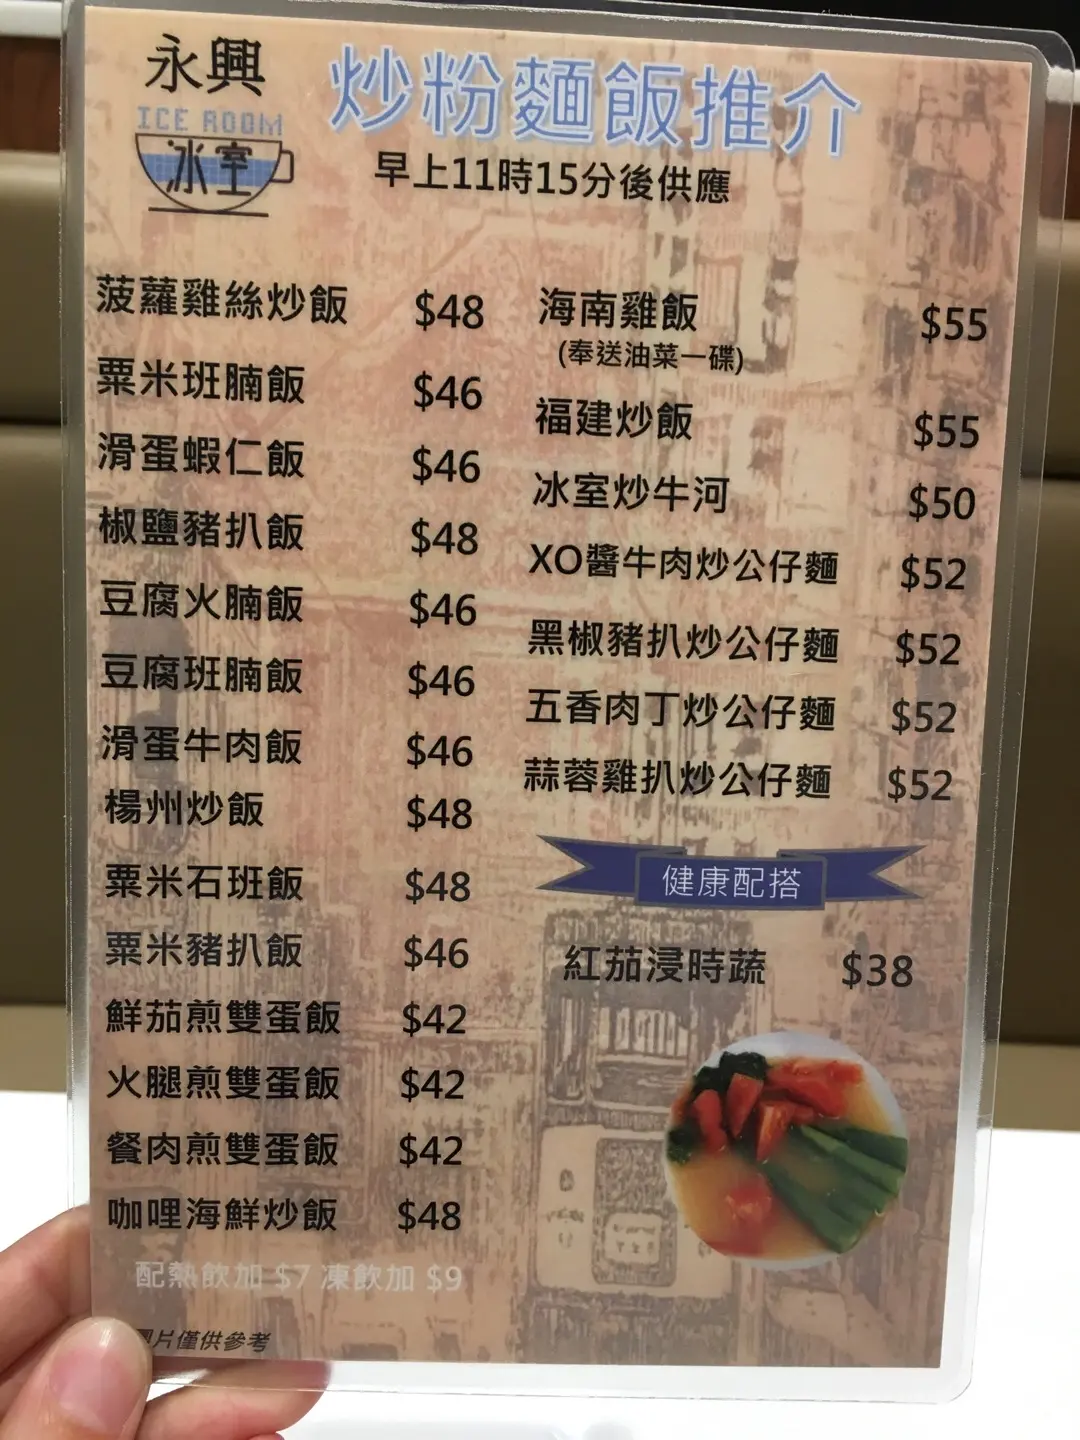 永興
ICE ROOM
冰室
炒粉麵飯推介
早上11時15分後供應
菠蘿雞絲炒飯 $48
粟米班腩飯 $46
滑蛋蝦仁飯 $46
椒鹽豬扒飯 $48
豆腐火腩飯 $46
豆腐班腩飯 $46
滑蛋牛肉飯 $46
楊州炒飯 $48
粟米石班飯 $48
粟米豬扒飯 $46
鮮茄煎雙蛋飯 $42
火腿煎雙蛋飯 $42
餐肉煎雙蛋飯 $42
咖哩海鮮炒飯 $48
配熱飲加 $7 凍飲加 $9
圖片僅供參考
海南雞飯 $55
(奉送油菜一碟)
福建炒飯 $55
冰室炒牛河 $50
XO醬牛肉炒公仔麵 $52
黑椒豬扒炒公仔麵 $52
五香肉丁炒公仔麵 $52
蒜蓉雞扒炒公仔麵 $52
健康配搭
紅茄浸時蔬 $38